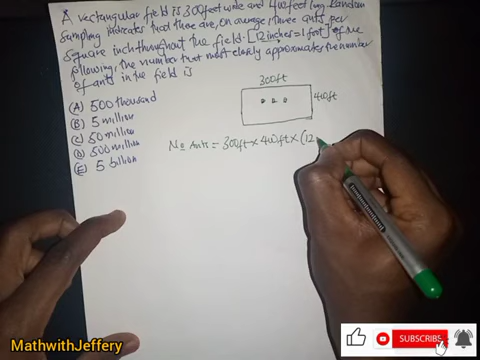 A rectangular field is 300 feet wide and 400 feet long. Random
Sampling indicates that there are, on average, three ants per
square inch throughout the field. [12 inches = 1 foot] Of the
following, the number that most closely approximates the number
of ants in the field is
(A) 500 thousand
(B) 5 million
(C) 50 million
(D) 500 million
(E) 5 billion
300ft
400ft
No Ants = 300ft × 400ft × (12
MathwithJeffery
SUBSCRIBE